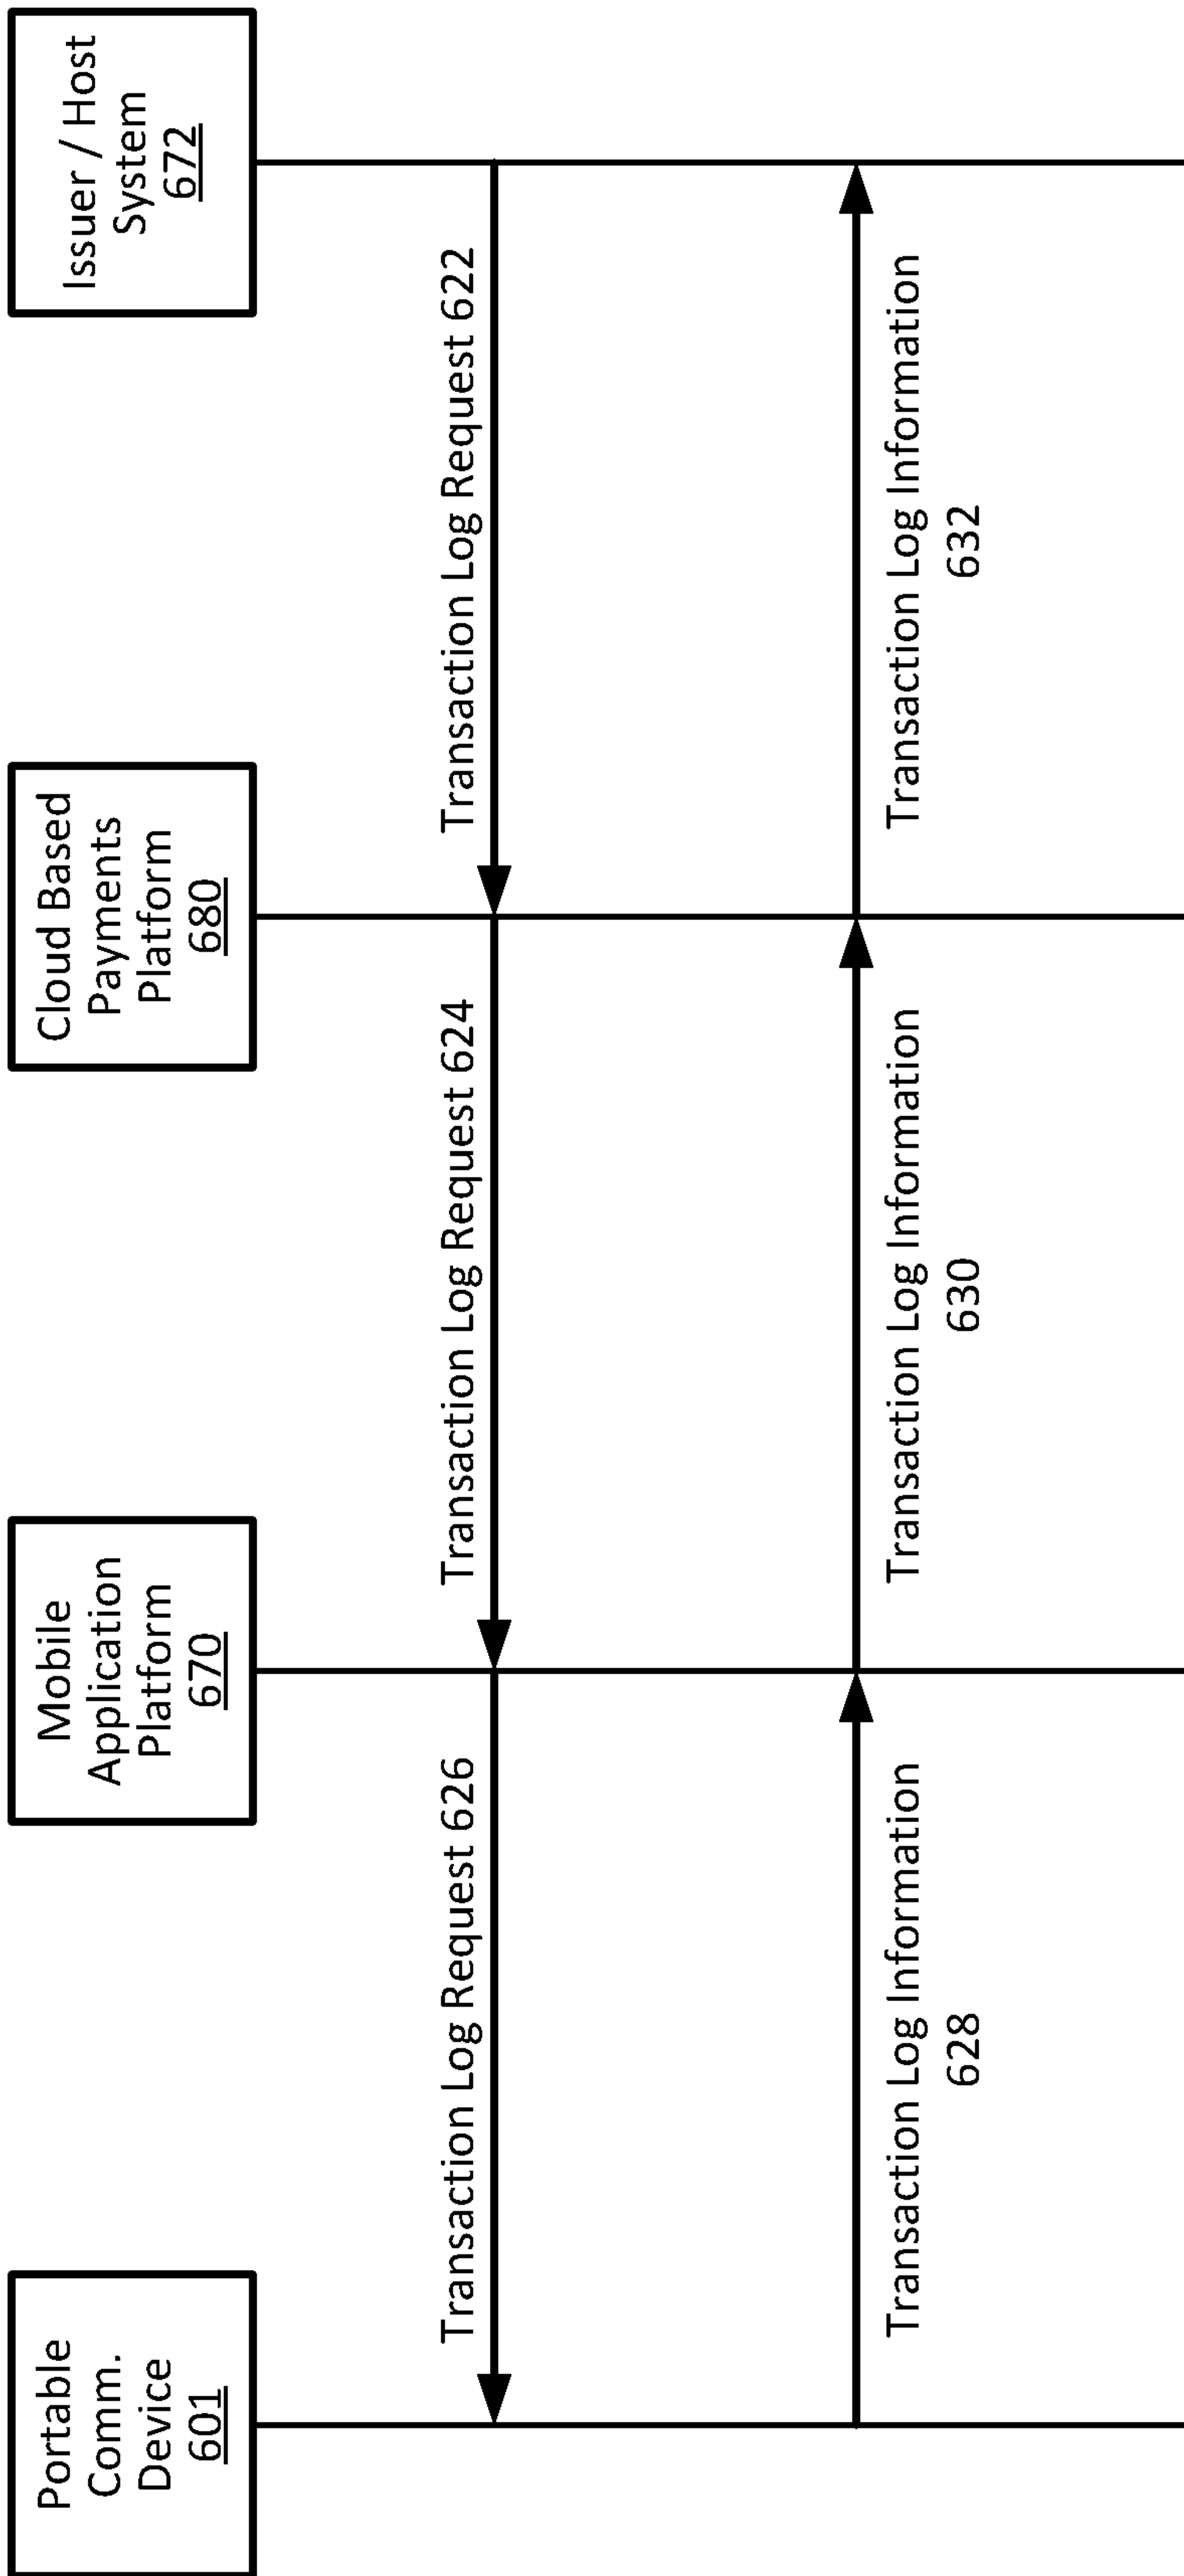 Portable
Comm.
Device
601
Mobile
Application
Platform
670
Cloud Based
Payments
Platform
680
Issuer / Host
System
672
Transaction Log Request 626
Transaction Log Request 624
Transaction Log Request 622
Transaction Log Information
628
Transaction Log Information
630
Transaction Log Information
632